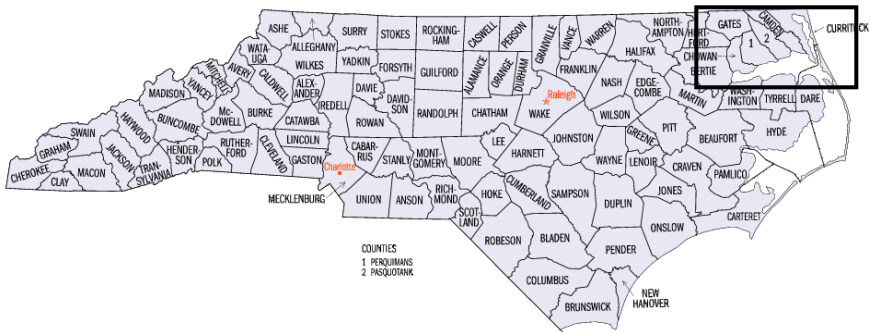 ASHE
ALLEGHANY
SURRY
STOKES
ROCKING-
HAM
CASWELL
PERSON
GRANVILLE
VANCE
WARREN
NORTH-
AMPTON
HERT-
FORD
GATES
CAMDEN
CURRITUCK
WATA-
UGA
WILKES
YADKIN
FORSYTH
GUILFORD
ALAMANCE
ORANGE
DURHAM
FRANKLIN
HALIFAX
CHOWAN
BERTIE
1
2
MITCHELL
AVERY
CALDWELL
ALEX-
ANDER
IREDELL
DAVIE
DAVID-
SON
RANDOLPH
CHATHAM
Raleigh
WAKE
NASH
EDGE-
COMBE
MARTIN
WASH-
INGTON
TYRRELL
DARE
MADISON
YANCEY
Mc-
DOWELL
BURKE
CATAWBA
ROWAN
WILSON
PITT
BEAUFORT
HYDE
HAYWOOD
BUNCOMBE
RUTHER-
FORD
CLEVELAND
LINCOLN
GASTON
CABAR-
RUS
STANLY
MONT-
GOMERY
MOORE
LEE
HARNETT
JOHNSTON
GREENE
WAYNE
LENOIR
CRAVEN
PAMLICO
SWAIN
GRAHAM
CHEROKEE
CLAY
MACON
JACKSON
TRAN-
SYLVANIA
HENDER-
SON
POLK
Charlotte
MECKLENBURG
UNION
ANSON
RICH-
MOND
SCOT-
LAND
HOKE
CUMBERLAND
SAMPSON
DUPLIN
JONES
CARTERET
ONSLOW
ROBESON
BLADEN
PENDER
COLUMBUS
BRUNSWICK
NEW
HANOVER
COUNTIES
1 PERQUIMANS
2 PASQUOTANK